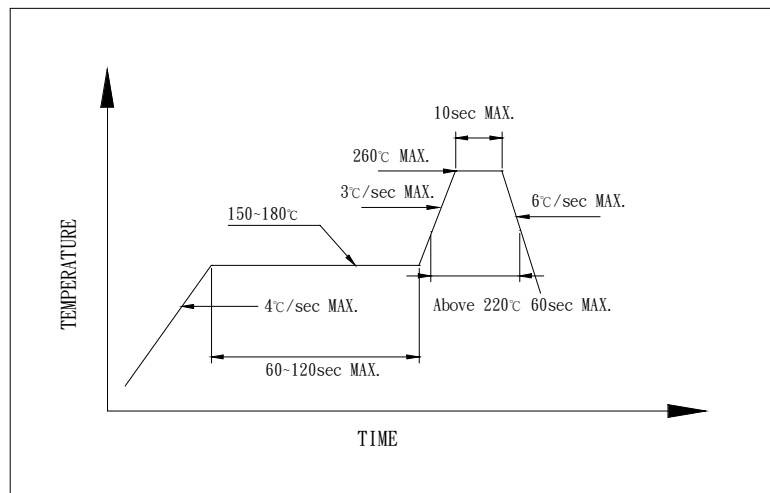 10sec MAX.
260℃ MAX.
3℃/sec MAX.
6℃/sec MAX.
150~180℃
TEMPERATURE
4℃/sec MAX.
Above 220℃ 60sec MAX.
60~120sec MAX.
TIME